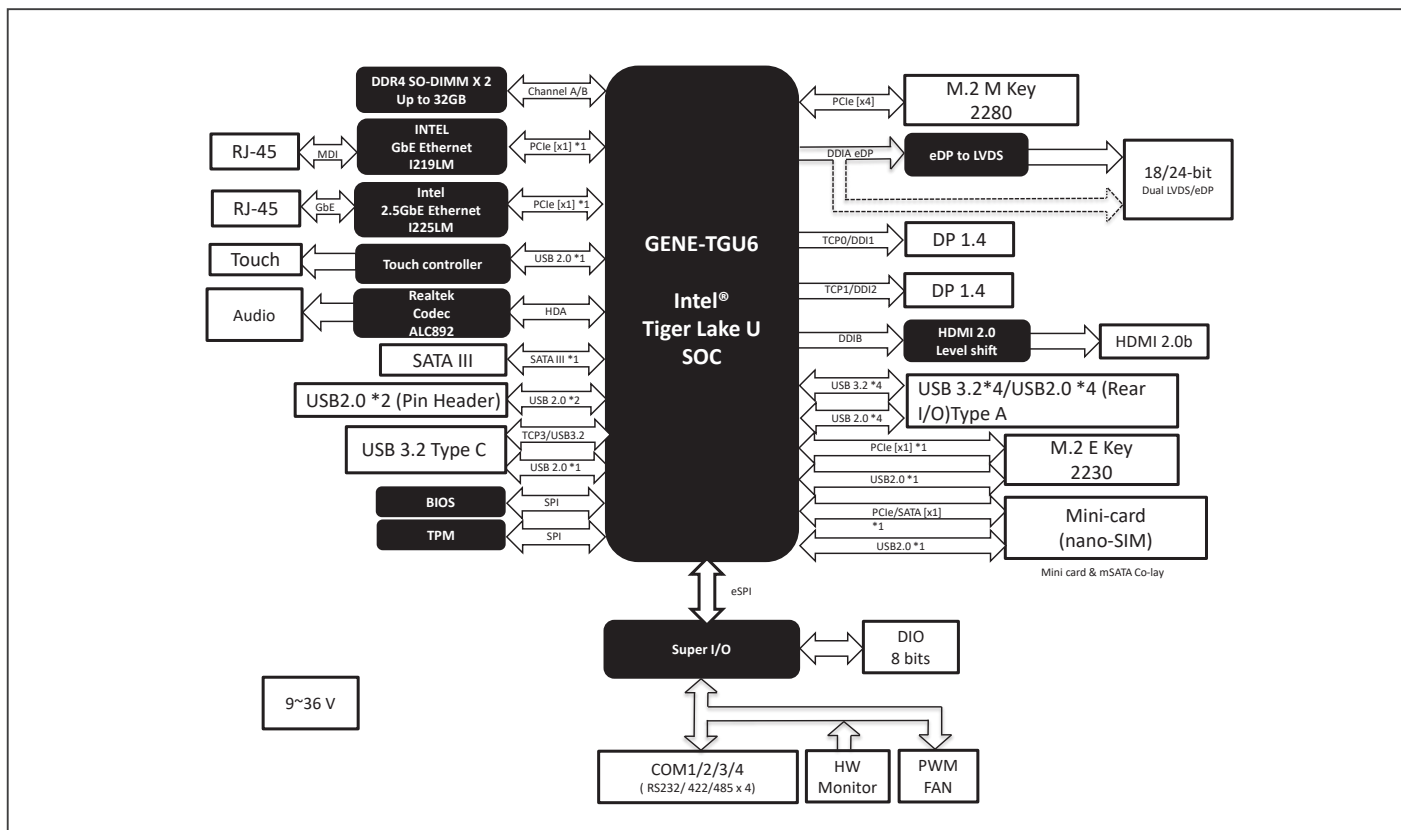 DDR4 SO-DIMM X 2
Up to 32GB
Channel A/B
RJ-45
MDI
INTEL
GbE Ethernet
I219LM
PCIe [x1] *1
RJ-45
GbE
Intel
2.5GbE Ethernet
I225LM
PCIe [x1] *1
Touch
Touch controller
USB 2.0 *1
Audio
Realtek
Codec
ALC892
HDA
SATA III
SATA III *1
USB2.0 *2 (Pin Header)
USB 2.0 *2
USB 3.2 Type C
TCP3/USB3.2
USB 2.0 *1
BIOS
SPI
TPM
SPI
GENE-TGU6
Intel®
Tiger Lake U
SOC
PCIe [x4]
M.2 M Key
2280
DDIA eDP
eDP to LVDS
18/24-bit
Dual LVDS/eDP
TCP0/DDI1
DP 1.4
TCP1/DDI2
DP 1.4
DDIB
HDMI 2.0
Level shift
HDMI 2.0b
USB 3.2 *4
USB 2.0 *4
USB 3.2*4/USB2.0 *4 (Rear
I/O)Type A
PCIe [x1] *1
USB2.0 *1
M.2 E Key
2230
PCIe/SATA [x1]
*1
USB2.0 *1
Mini-card
(nano-SIM)
Mini card & mSATA Co-lay
eSPI
Super I/O
DIO
8 bits
9~36 V
COM1/2/3/4
( RS232/ 422/485 x 4)
HW
Monitor
PWM
FAN